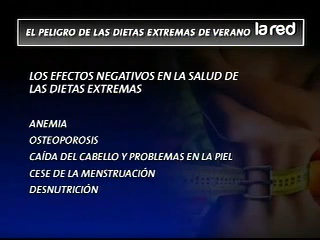 EL PELIGRO DE LAS DIETAS EXTREMAS DE VERANO
la red
LOS EFECTOS NEGATIVOS EN LA SALUD DE
LAS DIETAS EXTREMAS
ANEMIA
OSTEOPOROSIS
CAÍDA DEL CABELLO Y PROBLEMAS EN LA PIEL
CESE DE LA MENSTRUACIÓN
DESNUTRICIÓN